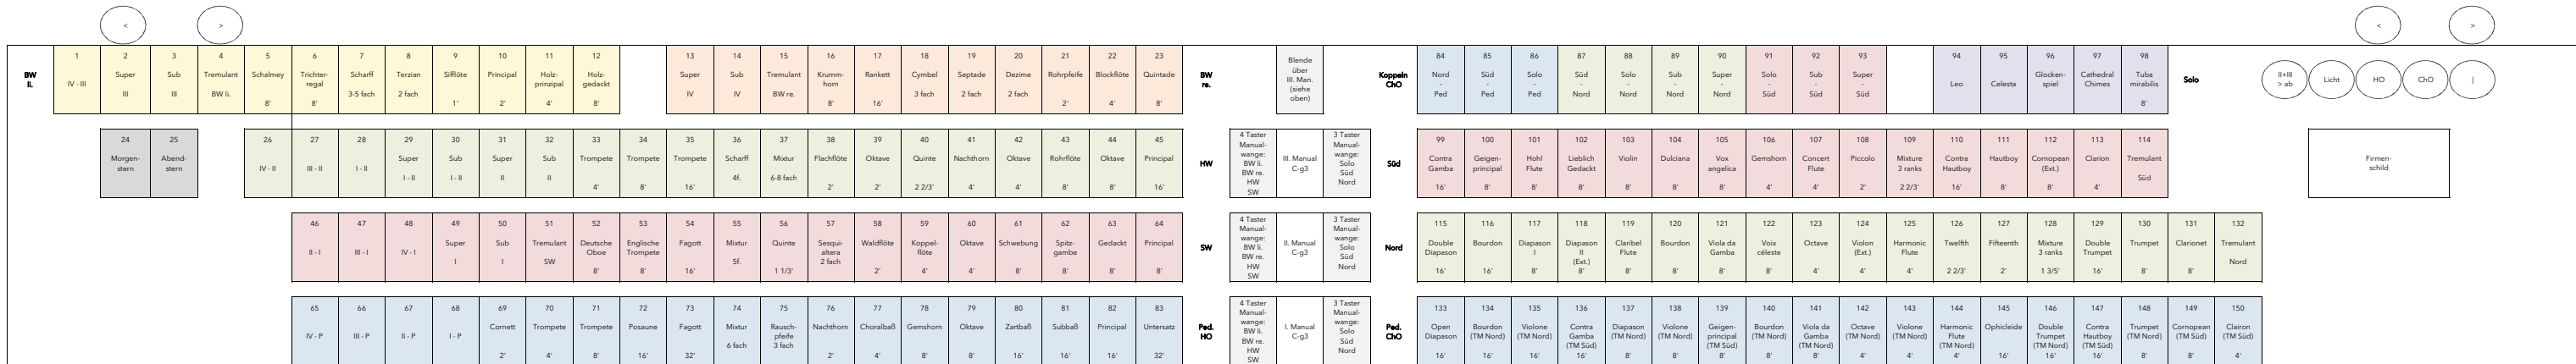 < > < >
1 2 3 4 5 6 7 8 9 10 11 12 13 14 15 16 17 18 19 20 21 22 23 84 85 86 87 88 89 90 91 92 93 94 95 96 97 98
BW li. IV - III Super III Sub III Tremulant BW li. Schalmey 8' Trichter-regal 8' Scharff 3-5 fach Terzian 2 fach Sifflöte 1' Principal 2' Holz-prinzipal 4' Holz-gedackt 8' Super IV Sub IV Tremulant BW re. Krumm-horn 8' Rankett 16' Cymbel 3 fach Septade 2 fach Dezime 2 fach Rohrpfeife 2' Blockflöte 4' Quintade 8' BW re. Blende über III. Man. (siehe oben) Koppeln ChO Nord - Ped Süd - Ped Solo - Ped Süd - Nord Solo - Nord Sub - Nord Super - Nord Solo - Süd Sub - Süd Super - Süd Leo Celesta Glocken-spiel Cathedral Chimes Tuba mirabilis 8' Solo II+III > ab Licht HO ChO |
24 25 26 27 28 29 30 31 32 33 34 35 36 37 38 39 40 41 42 43 44 45 99 100 101 102 103 104 105 106 107 108 109 110 111 112 113 114
Morgen-stern Abend-stern IV - II III - II I - II Super I - II Sub I - II Super II Sub II Trompete 4' Trompete 8' Trompete 16' Scharff 4f. Mixtur 6-8 fach Flachflöte 2' Oktave 2' Quinte 2 2/3' Nachthorn 4' Oktave 4' Rohrflöte 8' Oktave 8' Principal 16' HW 4 Taster Manual-wange: BW li. BW re. HW SW III. Manual C-g3 3 Taster Manual-wange: Solo Süd Nord Süd Contra Gamba 16' Geigen-principal 8' Hohl Flute 8' Lieblich Gedackt 8' Violin 8' Dulciana 8' Vox angelica 8' Gemshorn 4' Concert Flute 4' Piccolo 2' Mixture 3 ranks 2 2/3' Contra Hautboy 16' Hautboy 8' Cornopean (Ext.) 8' Clarion 4' Tremulant Süd Firmen-schild
46 47 48 49 50 51 52 53 54 55 56 57 58 59 60 61 62 63 64 115 116 117 118 119 120 121 122 123 124 125 126 127 128 129 130 131 132
II - I III - I IV - I Super I Sub I Tremulant SW Deutsche Oboe 8' Englische Trompete 8' Fagott 16' Mixtur 5f. Quinte 1 1/3' Sesqui-altera 2 fach Waldflöte 2' Koppel-flöte 4' Oktave 4' Schwebung 8' Spitz-gambe 8' Gedackt 8' Principal 8' SW 4 Taster Manual-wange: BW li. BW re. HW SW II. Manual C-g3 3 Taster Manual-wange: Solo Süd Nord Nord Double Diapason 16' Bourdon 16' Diapason I 8' Diapason II (Ext.) 8' Claribel Flute 8' Bourdon 8' Viola da Gamba 8' Voix céleste 8' Octave 4' Violon (Ext.) 4' Harmonic Flute 4' Twelfth 2 2/3' Fifteenth 2' Mixture 3 ranks 1 3/5' Double Trumpet 16' Trumpet 8' Clarionet 8' Tremulant Nord
65 66 67 68 69 70 71 72 73 74 75 76 77 78 79 80 81 82 83 133 134 135 136 137 138 139 140 141 142 143 144 145 146 147 148 149 150
IV - P III - P II - P I - P Cornett 2' Trompete 4' Trompete 8' Posaune 16' Fagott 32' Mixtur 6 fach Rausch-pfeife 3 fach Nachthorn 2' Choralbaß 4' Gemshorn 8' Oktave 8' Zartbaß 16' Subbaß 16' Principal 16' Untersatz 32' Ped. HO 4 Taster Manual-wange: BW li. BW re. HW SW I. Manual C-g3 3 Taster Manual-wange: Solo Süd Nord Ped. ChO Open Diapason 16' Bourdon (TM Nord) 16' Violone (TM Nord) 16' Contra Gamba (TM Süd) 16' Diapason (TM Nord) 8' Violone (TM Nord) 8' Geigen-principal (TM Süd) 8' Bourdon (TM Nord) 8' Viola da Gamba (TM Nord) 8' Octave (TM Nord) 4' Violone (TM Nord) 4' Harmonic Flute (TM Nord) 4' Ophicleide 16' Double Trumpet (TM Nord) 16' Contra Hautboy (TM Süd) 16' Trumpet (TM Nord) 8' Cornopean (TM Süd) 8' Clairon (TM Süd) 4'